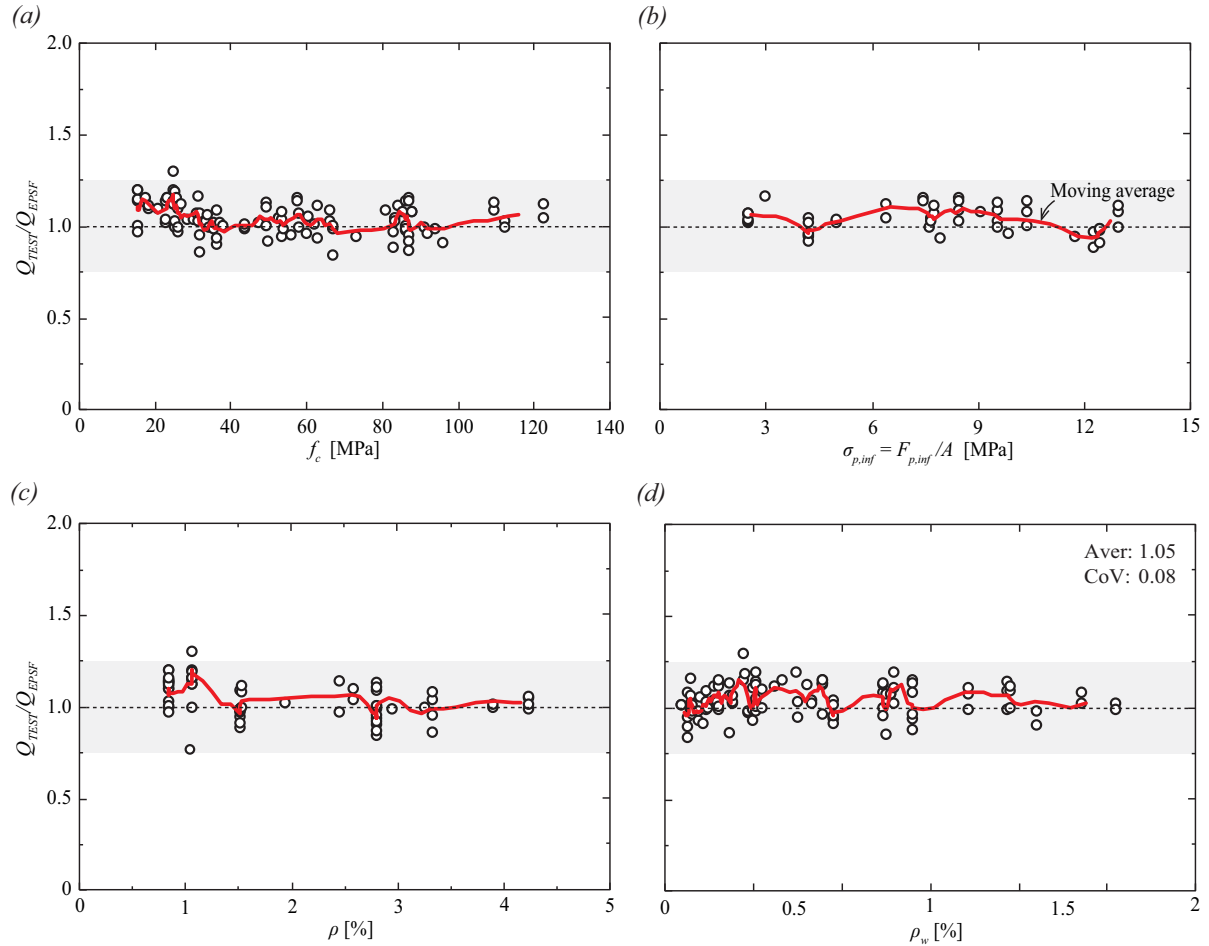 (a)
2.0
1.5
1.0
0.5
0
Q_TEST/Q_EPSF
0 20 40 60 80 100 120 140
f_c [MPa]
(b)
Moving average
3 6 9 12 15
σ_p,inf = F_p,inf/A [MPa]
(c)
2.0
1.5
1.0
0.5
0
Q_TEST/Q_EPSF
0 1 2 3 4 5
ρ [%]
(d)
Aver: 1.05
CoV: 0.08
0 0.5 1 1.5 2
ρ_w [%]